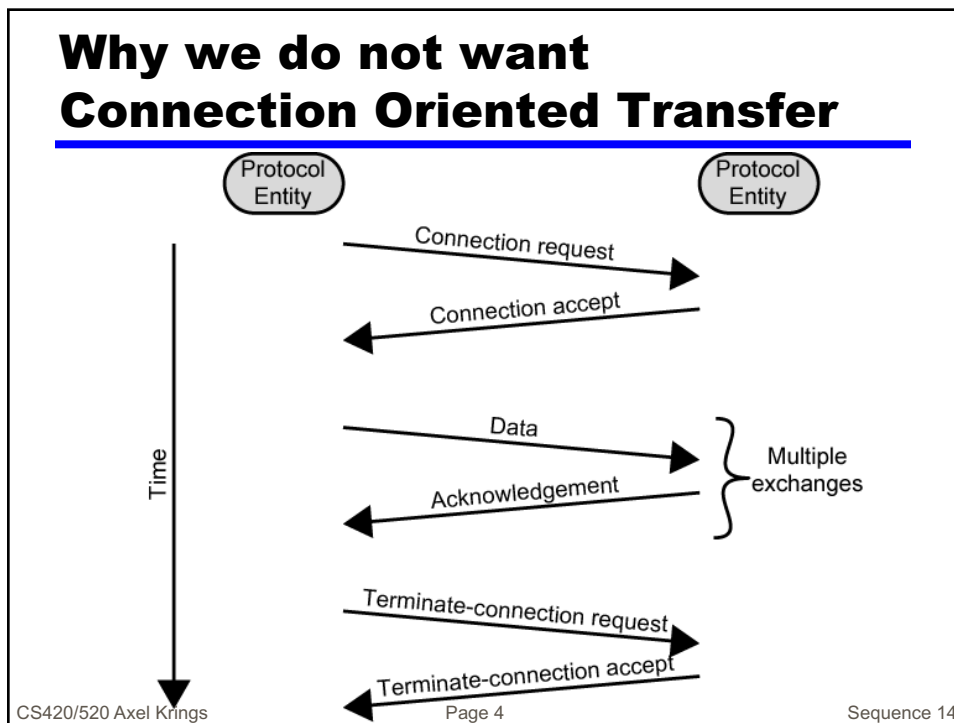 Why we do not want
Connection Oriented Transfer
Protocol
Entity
Protocol
Entity
Connection request
Connection accept
Time
Data
Acknowledgement
Multiple
exchanges
Terminate-connection request
Terminate-connection accept
CS420/520 Axel Krings
Page 4
Sequence 14